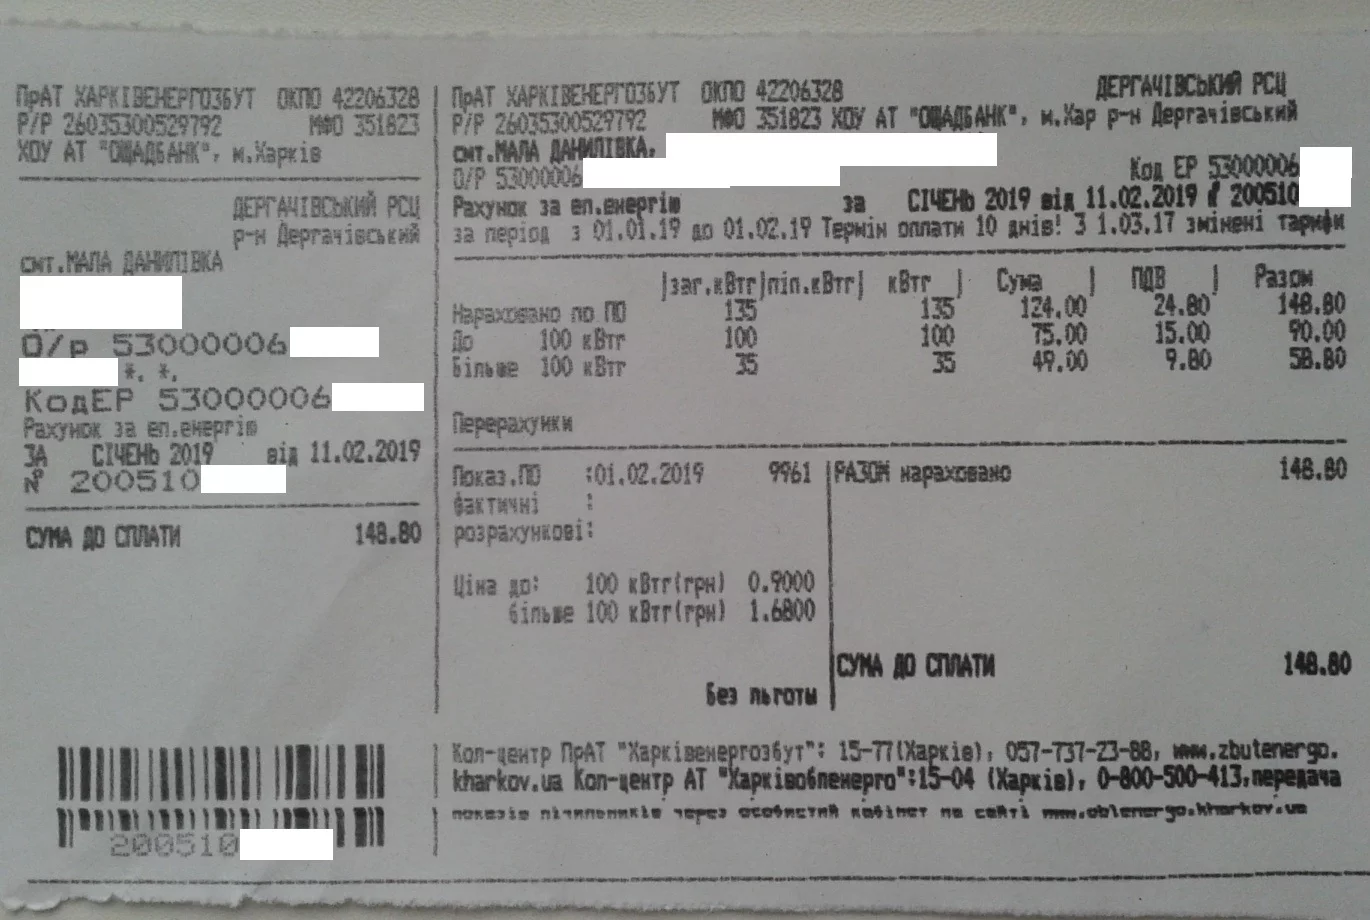 ПрАТ ХАРКІВЕНЕРГОЗБУТ ОКПО 42206328
Р/Р 26035300529792 МФО 351823
ХОУ АТ "ОЩАДБАНК", м.Харків
ДЕРГАЧІВСЬКИЙ РСЦ
р-н Дергачівський
смт.МАЛА ДАНИЛІВКА
О/р 53000006
*. *.
КодЕР 53000006
Рахунок за ел.енергію
ЗА СІЧЕНЬ 2019 від 11.02.2019
№ 200510
СУМА ДО СПЛАТИ 148.80
200510
ПрАТ ХАРКІВЕНЕРГОЗБУТ ОКПО 42206328 ДЕРГАЧІВСЬКИЙ РСЦ
Р/Р 26035300529792 МФО 351823 ХОУ АТ "ОЩАДБАНК", м.Хар р-н Дергачівський
смт.МАЛА ДАНИЛІВКА,
О/Р 53000006 Код ЕР 53000006
Рахунок за ел.енергію за СІЧЕНЬ 2019 від 11.02.2019 № 200510
за період з 01.01.19 до 01.02.19 Термін оплати 10 днів! З 1.03.17 змінені тарифи
|заг.кВтг|піл.кВтг| кВтг | Сума | ПДВ | Разом
Нараховано по ПО 135 135 124.00 24.80 148.80
До 100 кВтг 100 100 75.00 15.00 90.00
Більше 100 кВтг 35 35 49.00 9.80 58.80
Перерахунки
Показ.ПО :01.02.2019 9961
фактичні :
розрахункові:
Ціна до: 100 кВтг(грн) 0.9000
більше 100 кВтг(грн) 1.6800
Без льготы
РАЗОМ нараховано 148.80
СУМА ДО СПЛАТИ 148.80
Кол-центр ПрАТ "Харківенергозбут": 15-77(Харків), 057-737-23-88, www.zbutenergo.
kharkov.ua Кол-центр АТ "Харківобленерго":15-04 (Харків), 0-800-500-413,передача
показів лічильників через особистий кабінет на сайті www.oblenergo.kharkov.ua